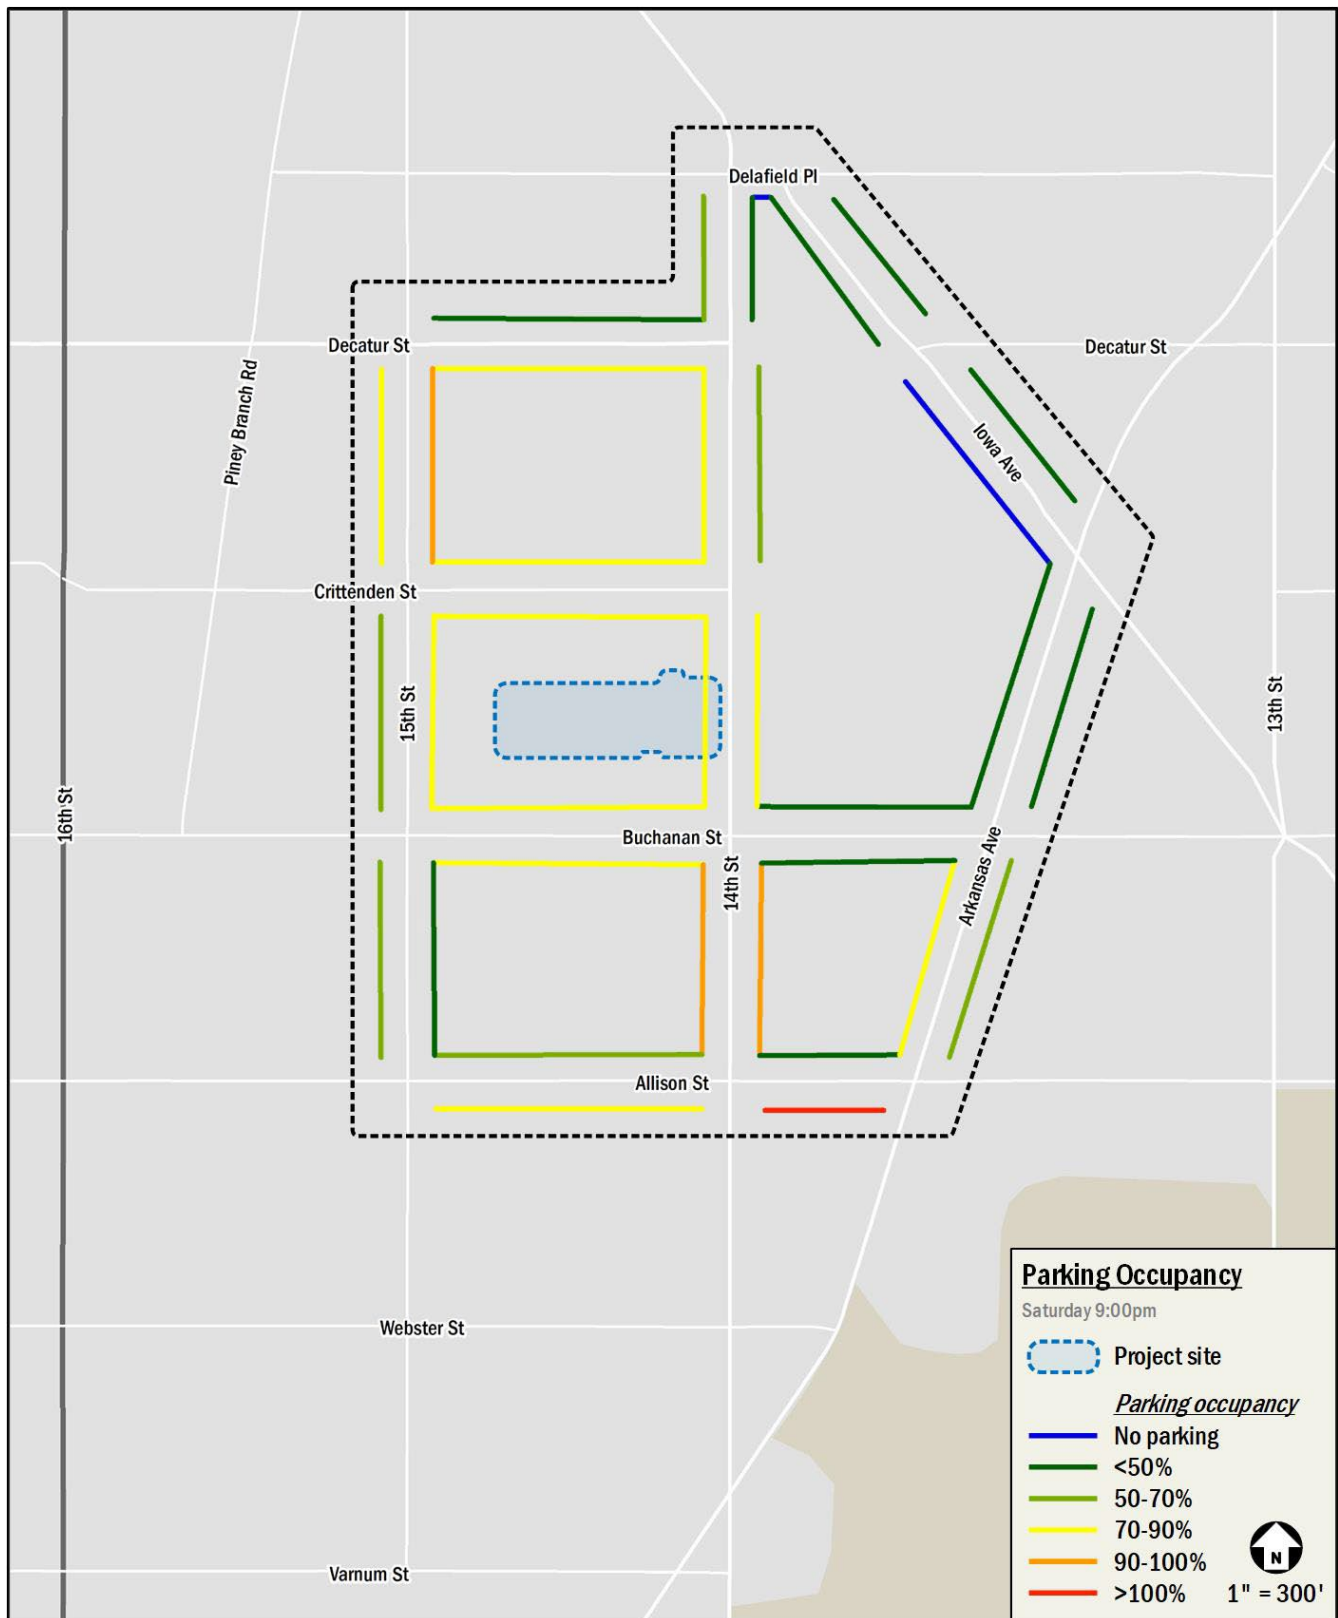 Delafield Pl
Decatur St
Decatur St
Piney Branch Rd
Iowa Ave
Crittenden St
15th St
13th St
16th St
Buchanan St
14th St
Arkansas Ave
Allison St
Webster St
Varnum St
Parking Occupancy
Saturday 9:00pm
Project site
Parking occupancy
No parking
<50%
50-70%
70-90%
90-100%
>100%
N
1" = 300'